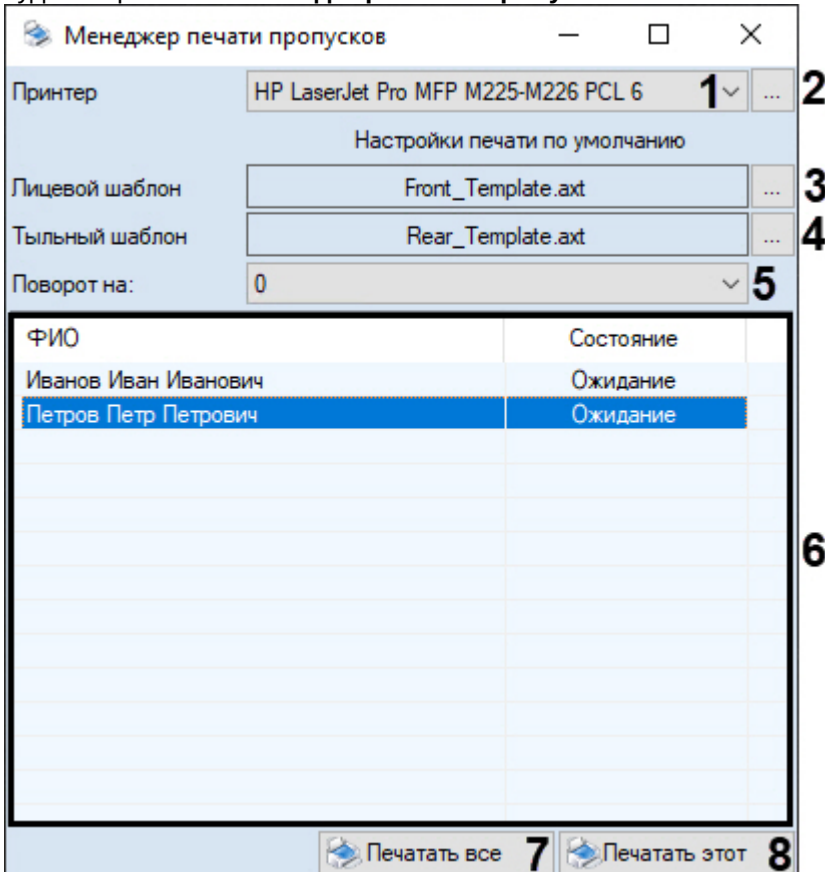 Менеджер печати пропусков
Принтер HP LaserJet Pro MFP M225-M226 PCL 6 1 ... 2
Настройки печати по умолчанию
Лицевой шаблон Front_Template.axt ... 3
Тыльный шаблон Rear_Template.axt ... 4
Поворот на: 0 5
ФИО Состояние
Иванов Иван Иванович Ожидание
Петров Петр Петрович Ожидание
6
Печатать все 7 Печатать этот 8